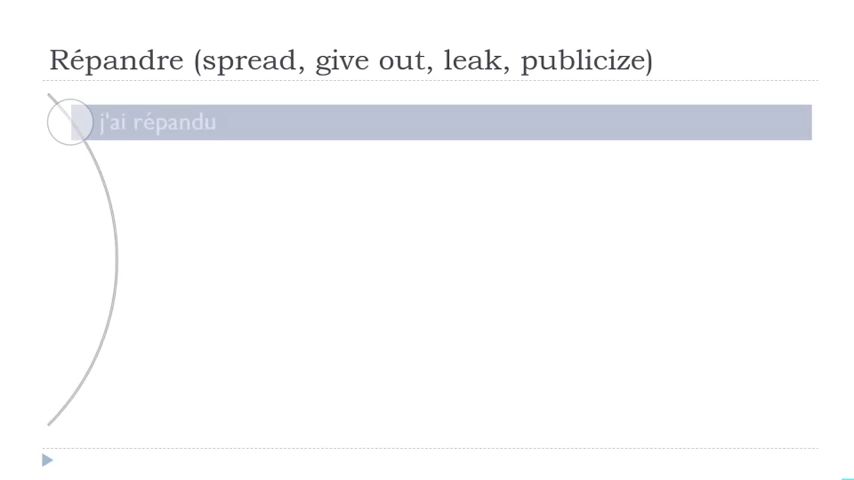 Répandre (spread, give out, leak, publicize)
j'ai répandu